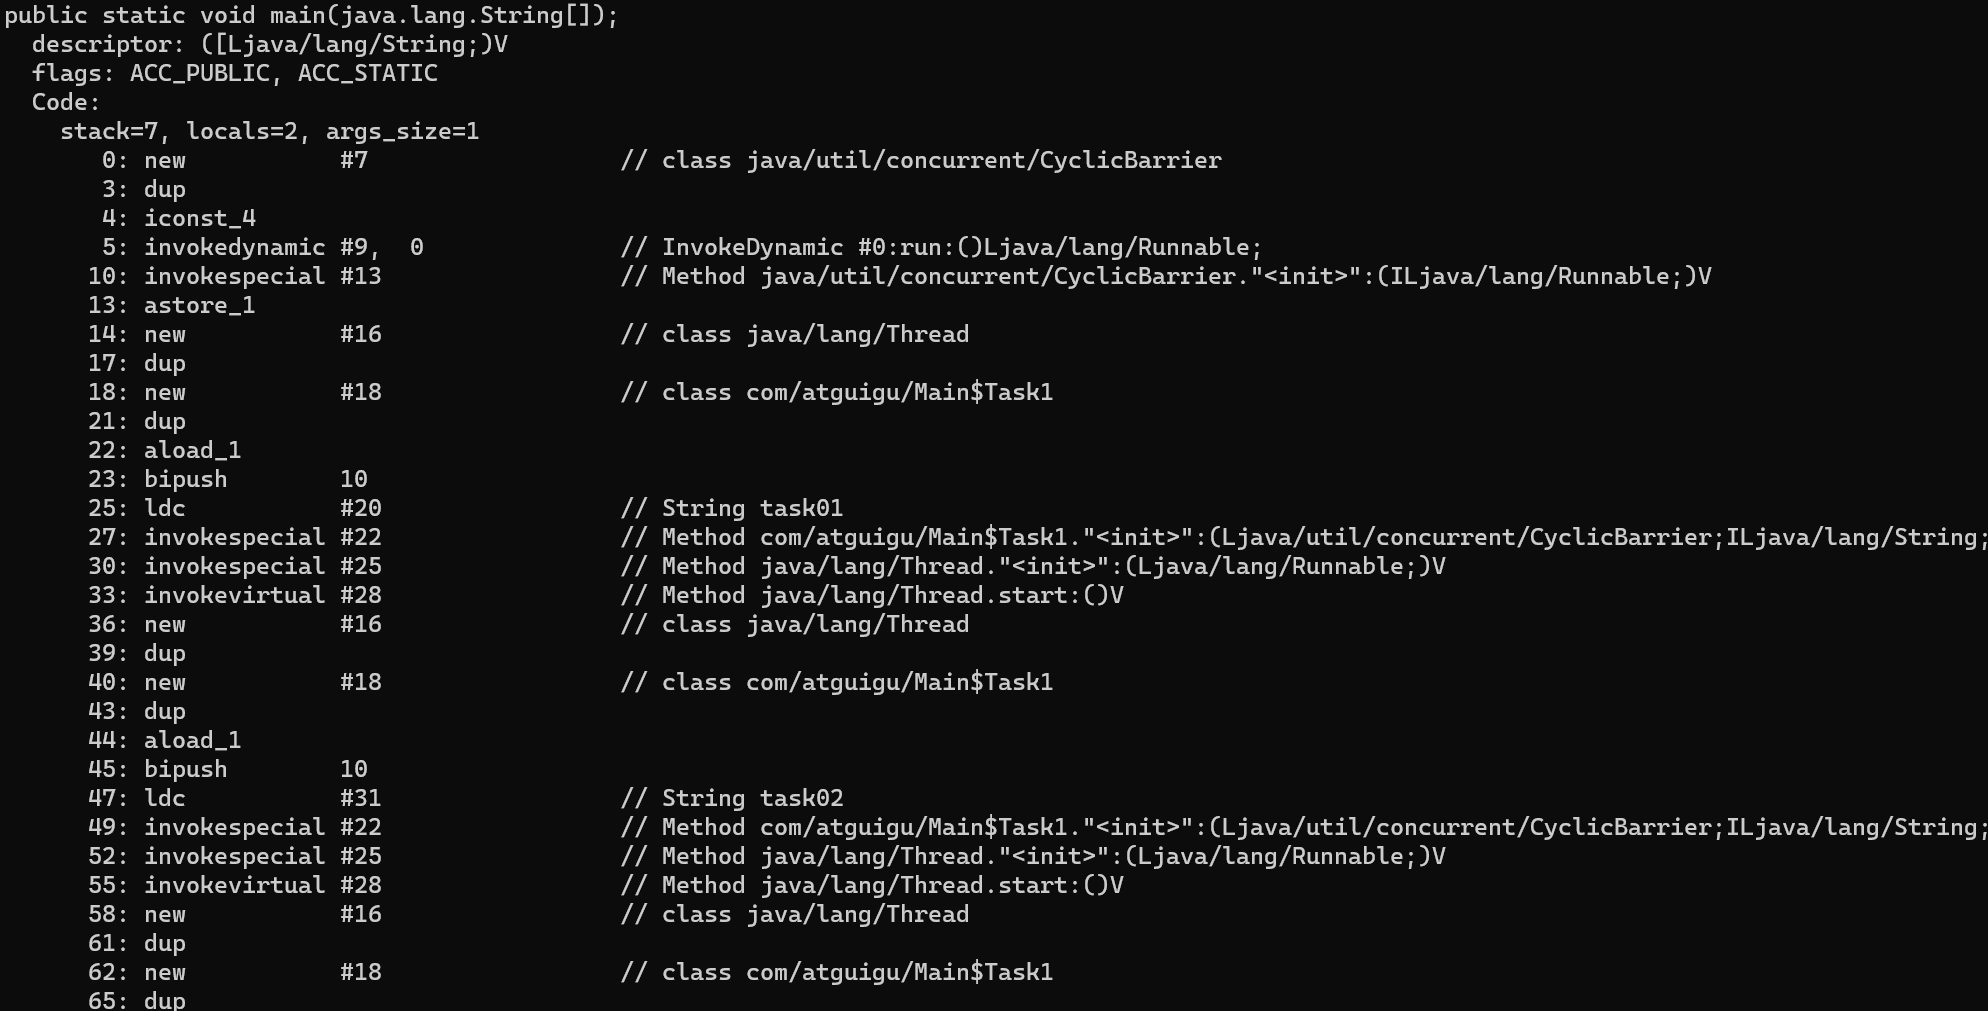 public static void main(java.lang.String[]);
  descriptor: ([Ljava/lang/String;)V
  flags: ACC_PUBLIC, ACC_STATIC
  Code:
    stack=7, locals=2, args_size=1
       0: new           #7                  // class java/util/concurrent/CyclicBarrier
       3: dup
       4: iconst_4
       5: invokedynamic #9,  0              // InvokeDynamic #0:run:()Ljava/lang/Runnable;
      10: invokespecial #13                 // Method java/util/concurrent/CyclicBarrier."<init>":(ILjava/lang/Runnable;)V
      13: astore_1
      14: new           #16                 // class java/lang/Thread
      17: dup
      18: new           #18                 // class com/atguigu/Main$Task1
      21: dup
      22: aload_1
      23: bipush        10
      25: ldc           #20                 // String task01
      27: invokespecial #22                 // Method com/atguigu/Main$Task1."<init>":(Ljava/util/concurrent/CyclicBarrier;ILjava/lang/String;
      30: invokespecial #25                 // Method java/lang/Thread."<init>":(Ljava/lang/Runnable;)V
      33: invokevirtual #28                 // Method java/lang/Thread.start:()V
      36: new           #16                 // class java/lang/Thread
      39: dup
      40: new           #18                 // class com/atguigu/Main$Task1
      43: dup
      44: aload_1
      45: bipush        10
      47: ldc           #31                 // String task02
      49: invokespecial #22                 // Method com/atguigu/Main$Task1."<init>":(Ljava/util/concurrent/CyclicBarrier;ILjava/lang/String;
      52: invokespecial #25                 // Method java/lang/Thread."<init>":(Ljava/lang/Runnable;)V
      55: invokevirtual #28                 // Method java/lang/Thread.start:()V
      58: new           #16                 // class java/lang/Thread
      61: dup
      62: new           #18                 // class com/atguigu/Main$Task1
      65: dup